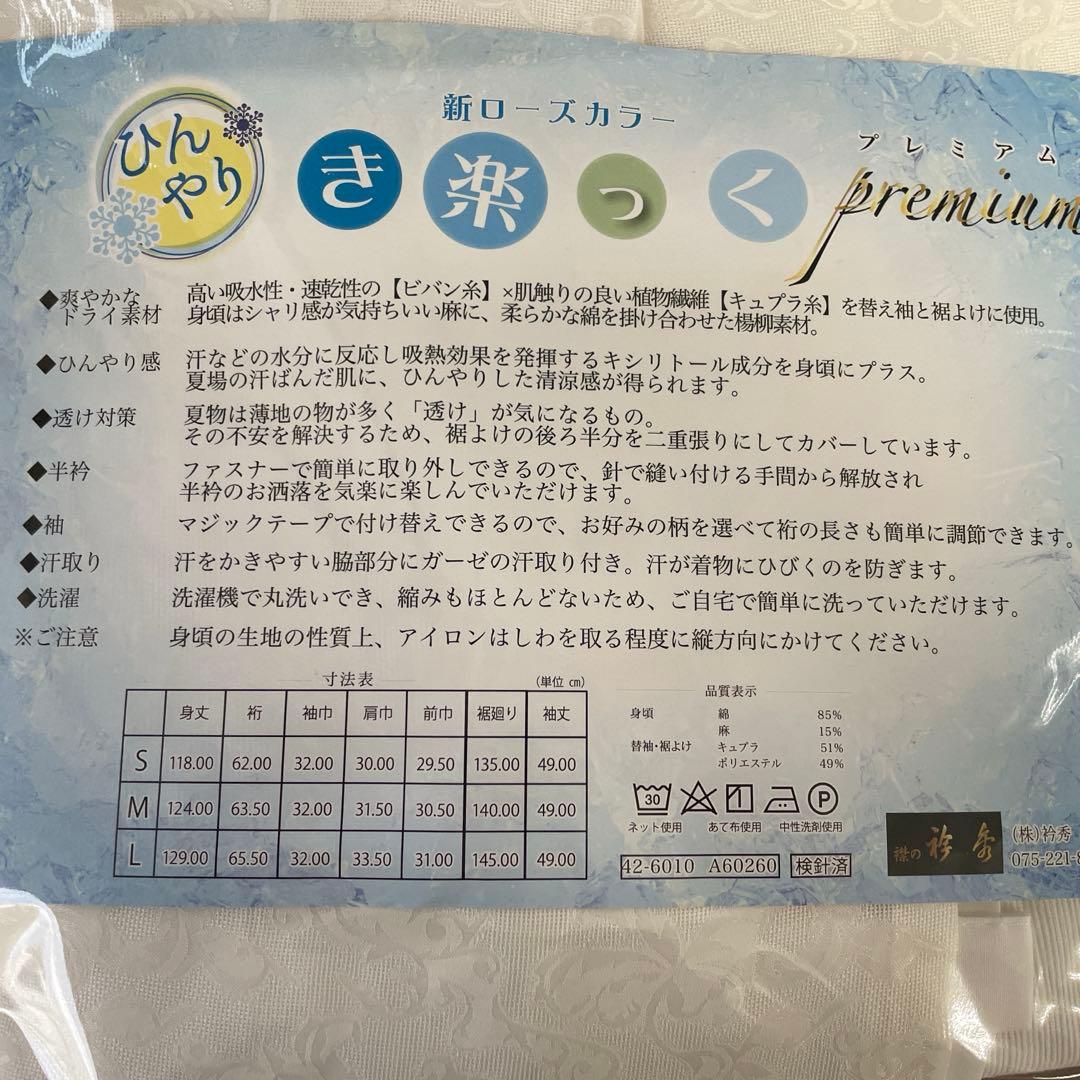 ひん
やり
新ローズカラー
き楽っく
プレミアム
premium
◆爽やかな
ドライ素材
高い吸水性・速乾性の【ビバン糸】×肌触りの良い植物繊維【キュプラ糸】を替え袖と裾よけに使用。
身頃はシャリ感が気持ちいい麻に、柔らかな綿を掛け合わせた楊柳素材。
◆ひんやり感
汗などの水分に反応し吸熱効果を発揮するキシリトール成分を身頃にプラス。
夏場の汗ばんだ肌に、ひんやりした清涼感が得られます。
◆透け対策
夏物は薄地の物が多く「透け」が気になるもの。
その不安を解決するため、裾よけの後ろ半分を二重張りにしてカバーしています。
◆半衿
ファスナーで簡単に取り外しできるので、針で縫い付ける手間から解放され
半衿のお洒落を気楽に楽しんでいただけます。
◆袖 マジックテープで付け替えできるので、お好みの柄を選べて裄の長さも簡単に調節できます。
◆汗取り 汗をかきやすい脇部分にガーゼの汗取り付き。汗が着物にひびくのを防ぎます。
◆洗濯 洗濯機で丸洗いでき、縮みもほとんどないため、ご自宅で簡単に洗っていただけます。
※ご注意 身頃の生地の性質上、アイロンはしわを取る程度に縦方向にかけてください。
寸法表 (単位 ㎝)
身丈 裄 袖巾 肩巾 前巾 裾廻り 袖丈
S 118.00 62.00 32.00 30.00 29.50 135.00 49.00
M 124.00 63.50 32.00 31.50 30.50 140.00 49.00
L 129.00 65.50 32.00 33.50 31.00 145.00 49.00
品質表示
身頃 綿 85%
麻 15%
替袖・裾よけ キュプラ 51%
ポリエステル 49%
30 P
ネット使用 あて布使用 中性洗剤使用
42-6010 A60260 検針済
襟の 衿秀
(株)衿秀
075-221-8